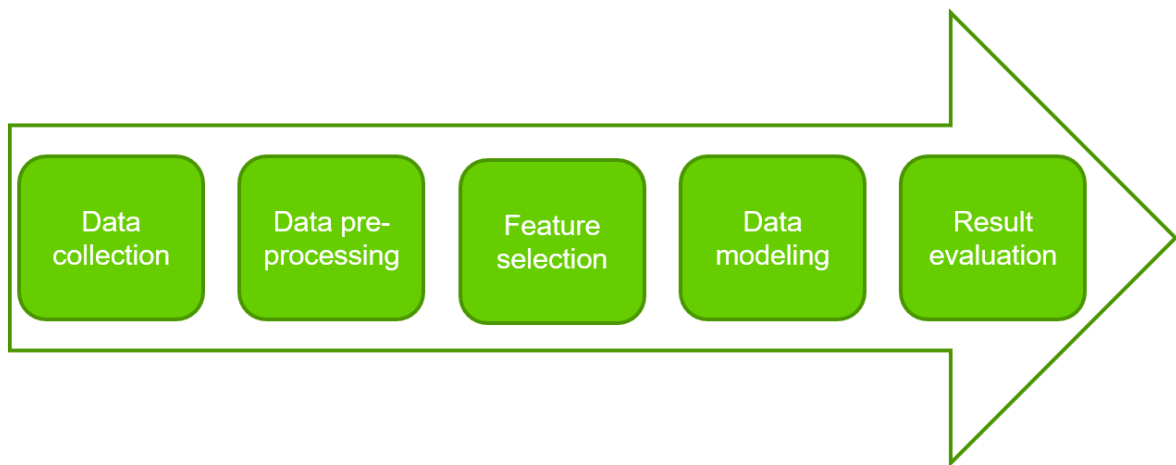 Data
collection
Data pre-
processing
Feature
selection
Data
modeling
Result
evaluation